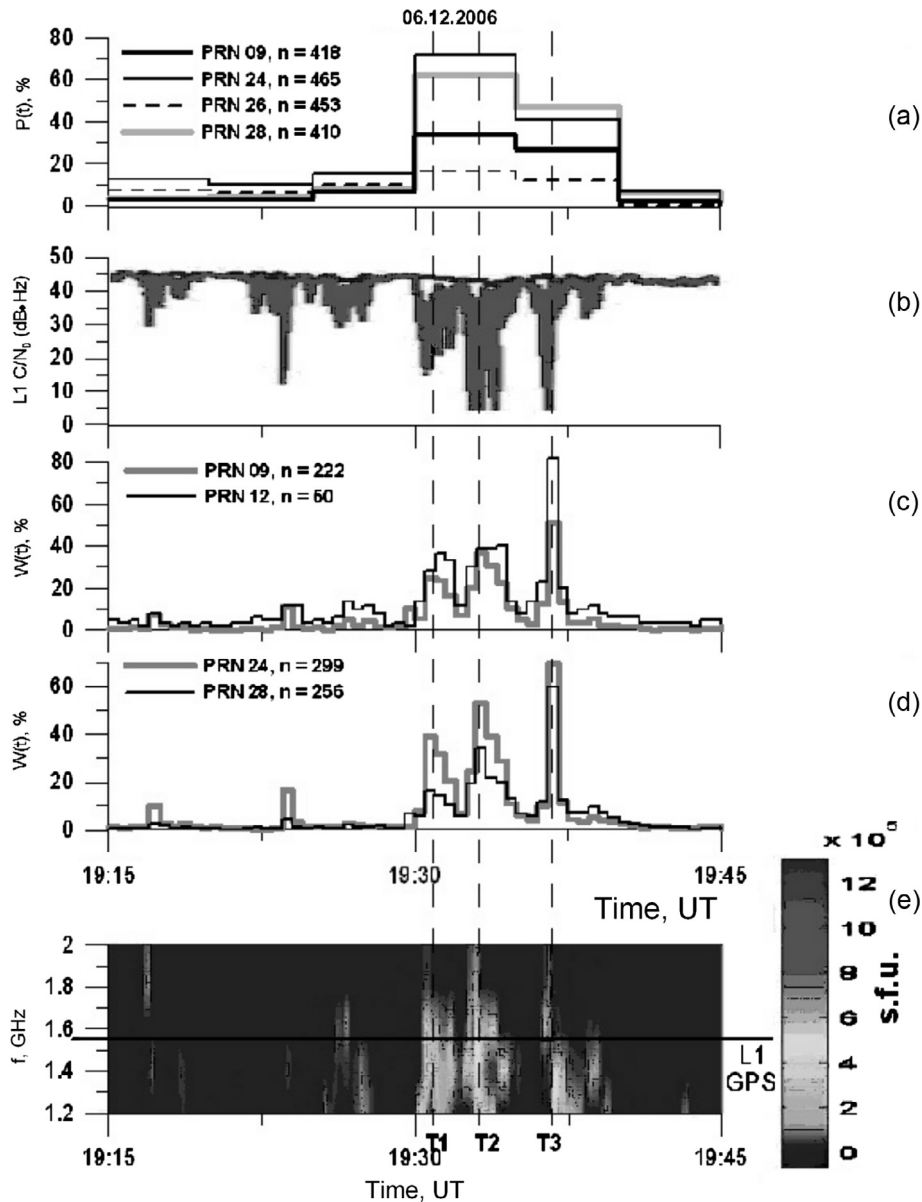 06.12.2006
80
60
40
20
0
P(t), %
PRN 09, n = 418
PRN 24, n = 465
PRN 26, n = 453
PRN 28, n = 410
(a)
50
40
30
20
10
0
L1 C/N0 (dB*Hz)
(b)
80
60
40
20
0
W(t), %
PRN 09, n = 222
PRN 12, n = 60
(c)
60
40
20
0
W(t), %
PRN 24, n = 299
PRN 28, n = 256
(d)
19:15 19:30 19:45
Time, UT
x 10
12
10
8
6
4
2
0
s.f.u.
(e)
2
1.8
1.6
1.4
1.2
f, GHz
L1
GPS
T1 T2 T3
19:15 19:30 19:45
Time, UT